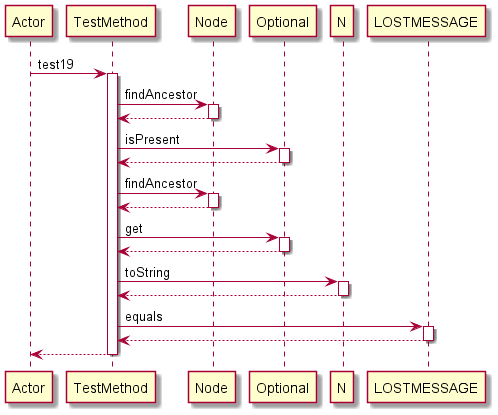 Actor TestMethod Node Optional N LOSTMESSAGE
test19
findAncestor
isPresent
findAncestor
get
toString
equals
Actor TestMethod Node Optional N LOSTMESSAGE